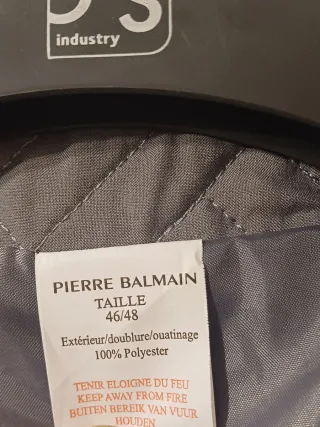 industry
PIERRE BALMAIN
TAILLE
46/48
Extérieur/doublure/ouatinage
100% Polyester
TENIR ELOIGNE DU FEU
KEEP AWAY FROM FIRE
BUITEN BEREIK VAN VUUR
HOUDEN